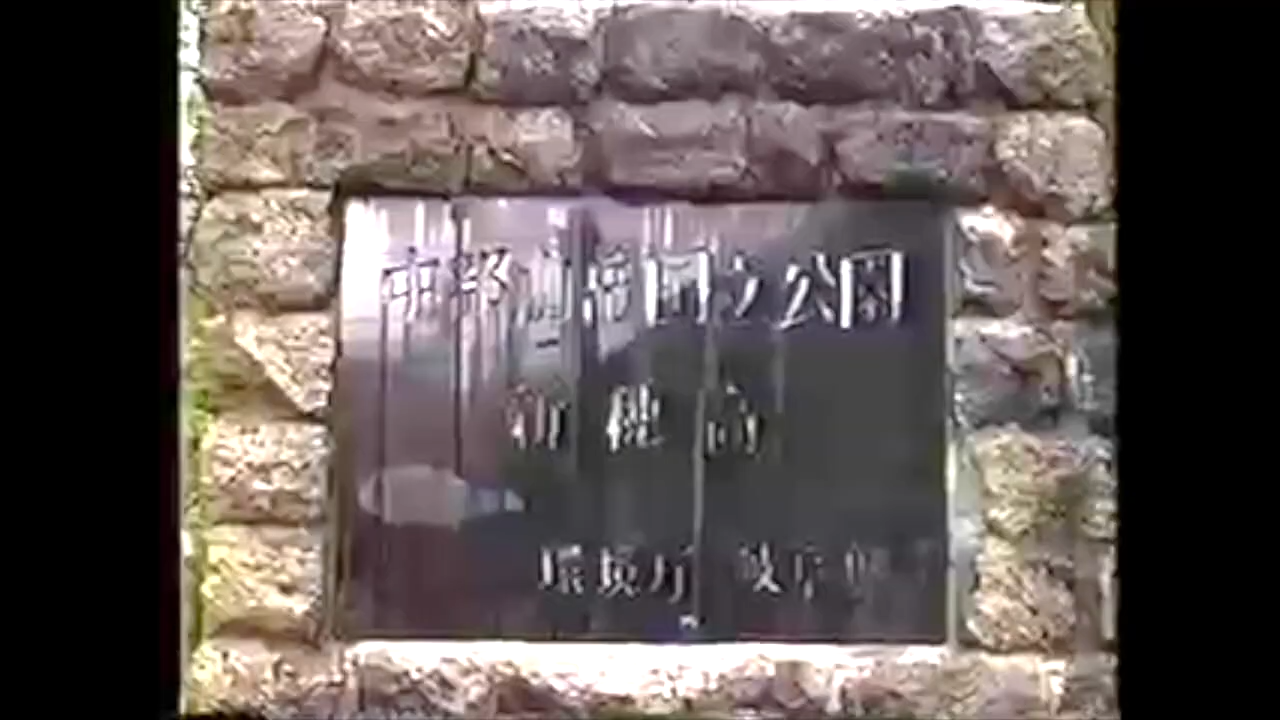 中部山岳国立公園
新穂高
環境庁 岐阜県